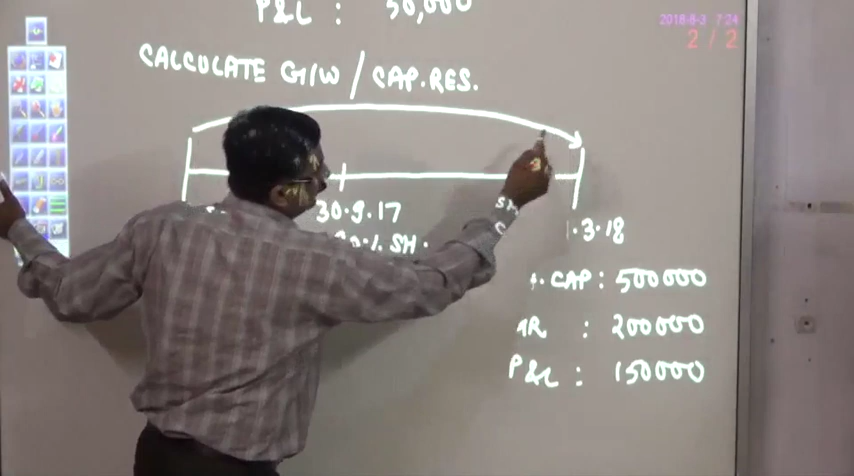 P&L : 50,000
2018-8-3 7:24
2 / 2
CALCULATE G/W / CAP.RES.
30.9.17
.3.18
SH.
CAP : 500000
: 200000
P&L : 150000